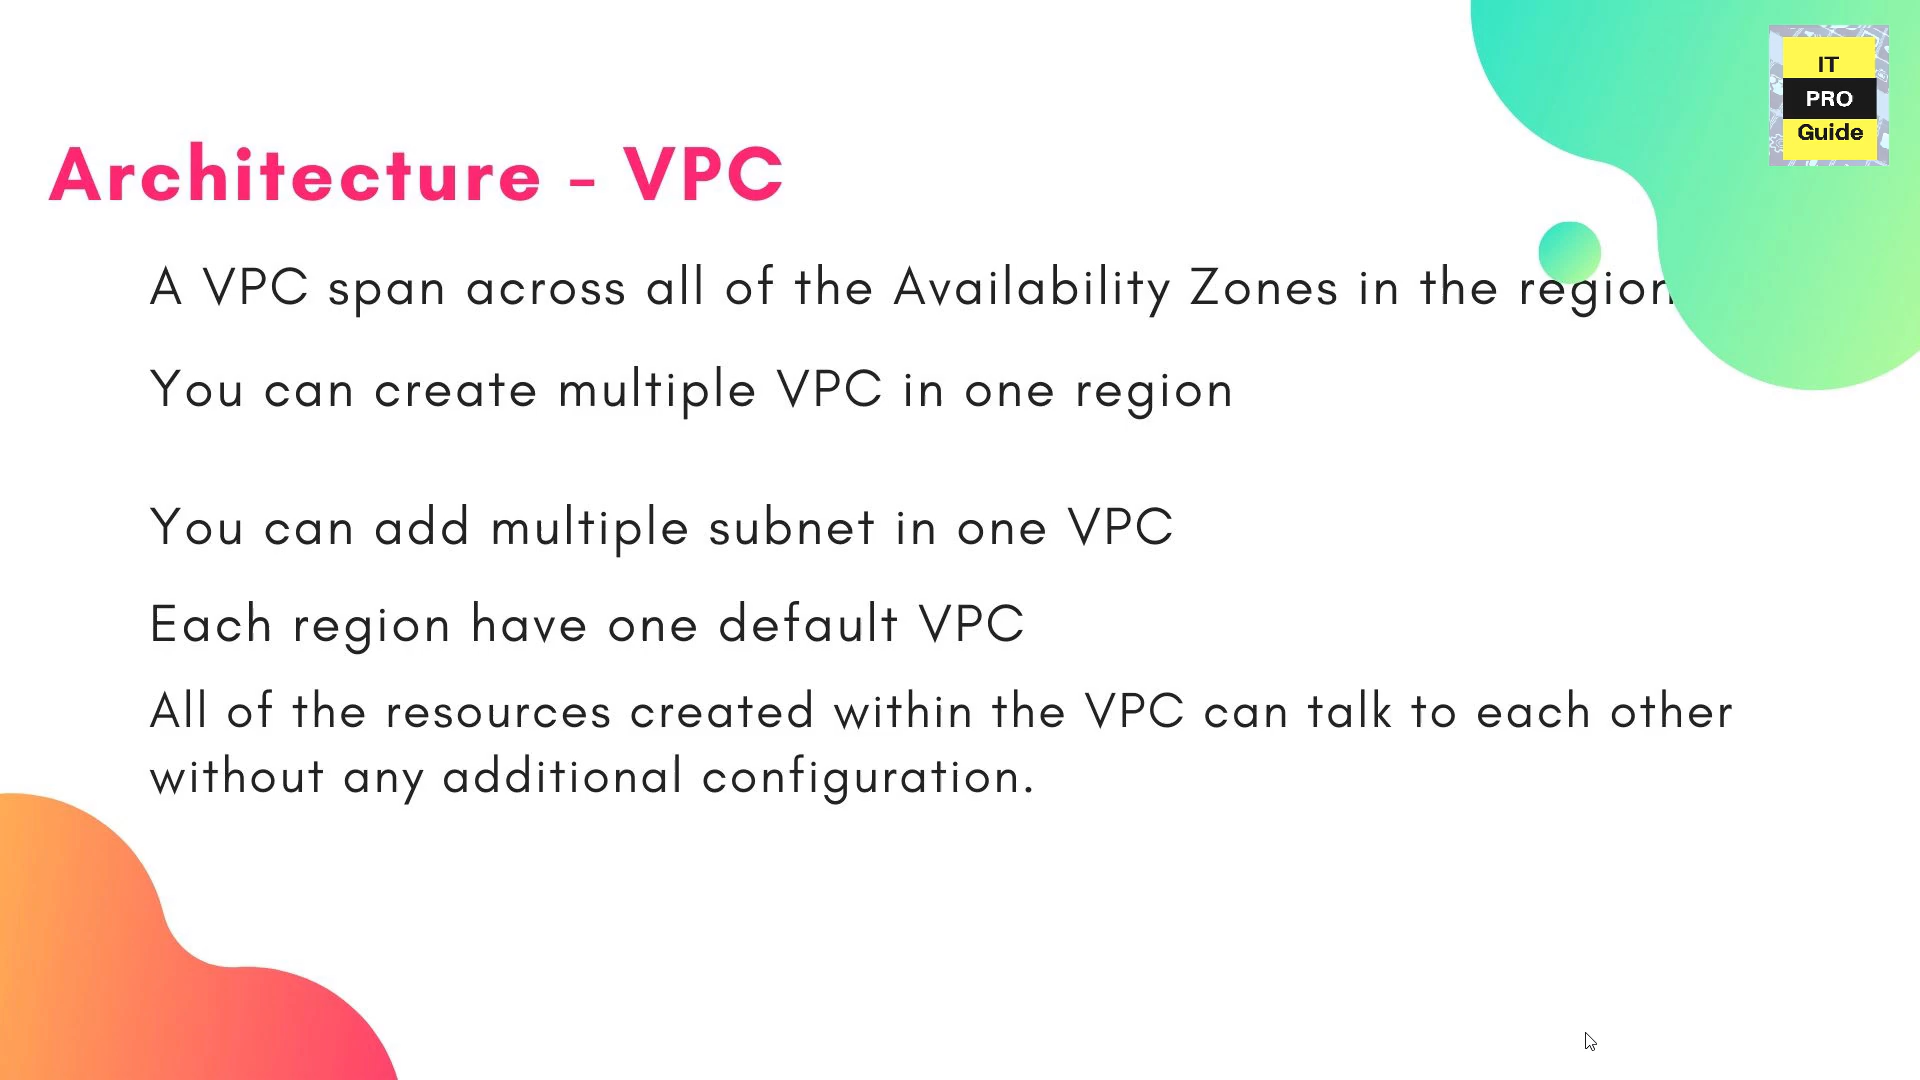 IT
PRO
Guide
Architecture - VPC
A VPC span across all of the Availability Zones in the region
You can create multiple VPC in one region
You can add multiple subnet in one VPC
Each region have one default VPC
All of the resources created within the VPC can talk to each other
without any additional configuration.